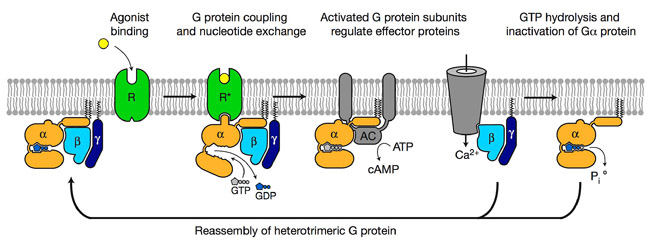 Agonist
binding
G protein coupling
and nucleotide exchange
Activated G protein subunits
regulate effector proteins
GTP hydrolysis and
inactivation of Gα protein
R
R*
α
β
γ
α
β
γ
GTP
GDP
α
AC
ATP
cAMP
β
γ
Ca2+
α
Pi
Reassembly of heterotrimeric G protein